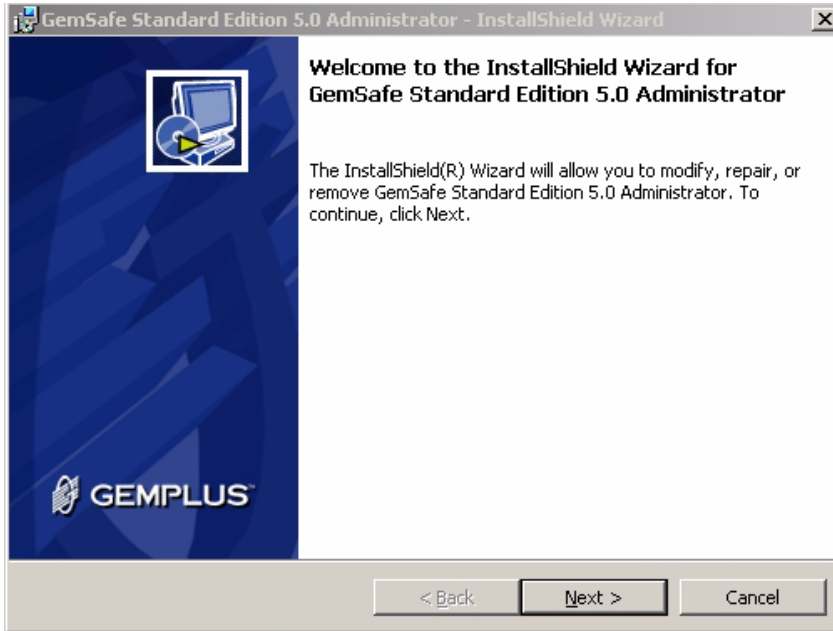 GemSafe Standard Edition 5.0 Administrator - InstallShield Wizard
Welcome to the InstallShield Wizard for
GemSafe Standard Edition 5.0 Administrator
The InstallShield(R) Wizard will allow you to modify, repair, or
remove GemSafe Standard Edition 5.0 Administrator. To
continue, click Next.
GEMPLUS
< Back
Next >
Cancel